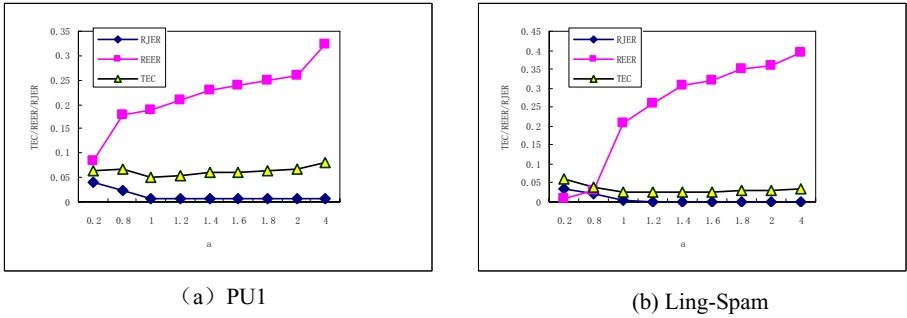 0.35
0.3
0.25
0.2
0.15
0.1
0.05
0
TEC/REER/RJER
RJER
REER
TEC
0.2 0.8 1 1.2 1.4 1.6 1.8 2 4
a
（a）PU1
0.45
0.4
0.35
0.3
0.25
0.2
0.15
0.1
0.05
0
TEC/REER/RJER
RJER
REER
TEC
0.2 0.8 1 1.2 1.4 1.6 1.8 2 4
a
(b) Ling-Spam